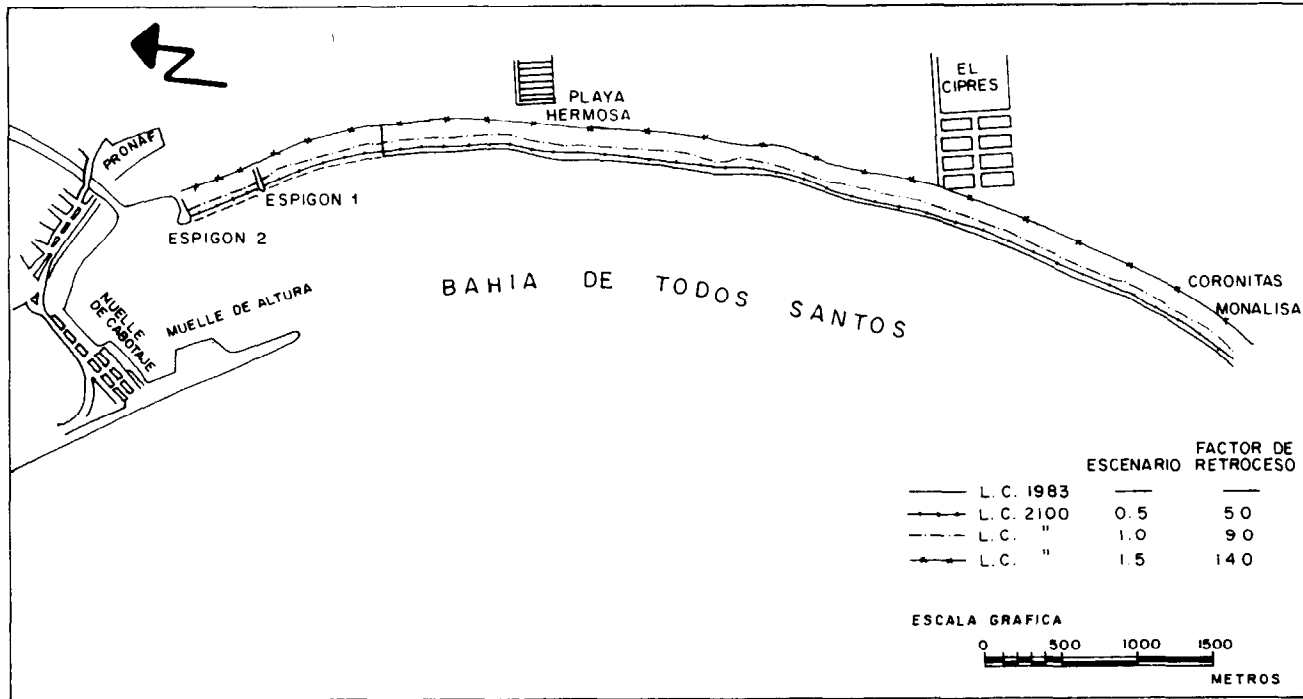 EL
CIPRES
PLAYA
HERMOSA
PRONAF
ESPIGON 1
ESPIGON 2
MUELLE
DE CABOTAJE
MUELLE DE ALTURA
BAHIA DE TODOS SANTOS
CORONITAS
MONALISA
ESCENARIO FACTOR DE RETROCESO
L. C. 1983
L. C. 2100 0.5 50
L. C. " 1.0 90
L. C. " 1.5 140
ESCALA GRAFICA
0 500 1000 1500
METROS